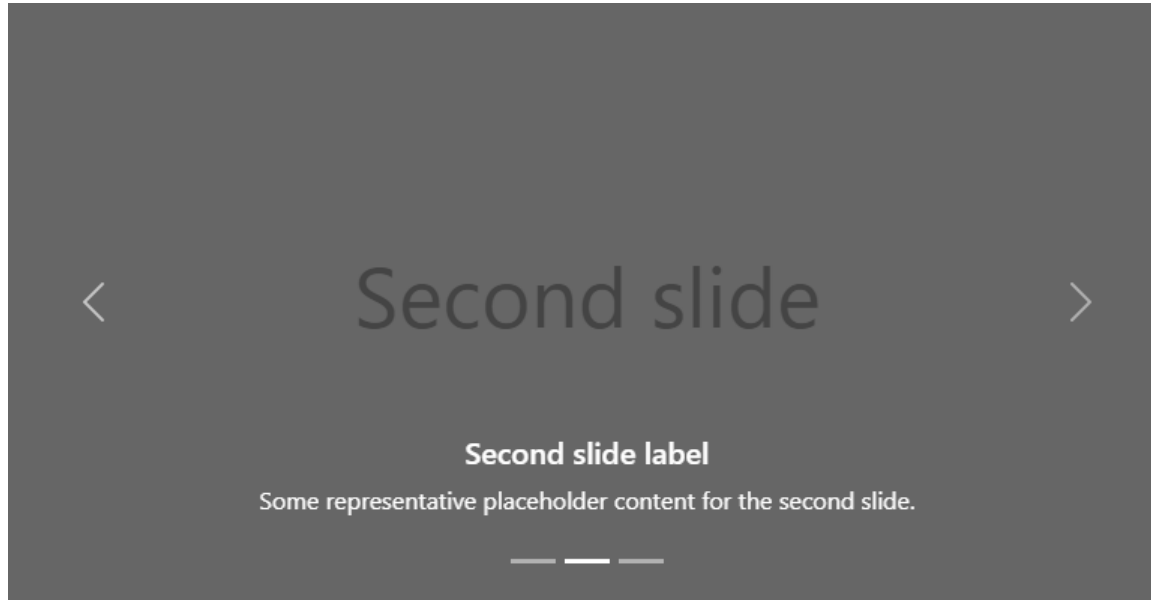 Second slide
Second slide label
Some representative placeholder content for the second slide.